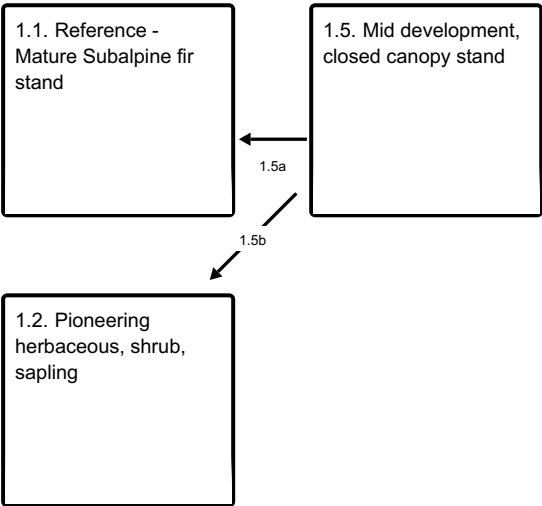 1.1. Reference -
Mature Subalpine fir
stand
1.5. Mid development,
closed canopy stand
1.5a
1.5b
1.2. Pioneering
herbaceous, shrub,
sapling